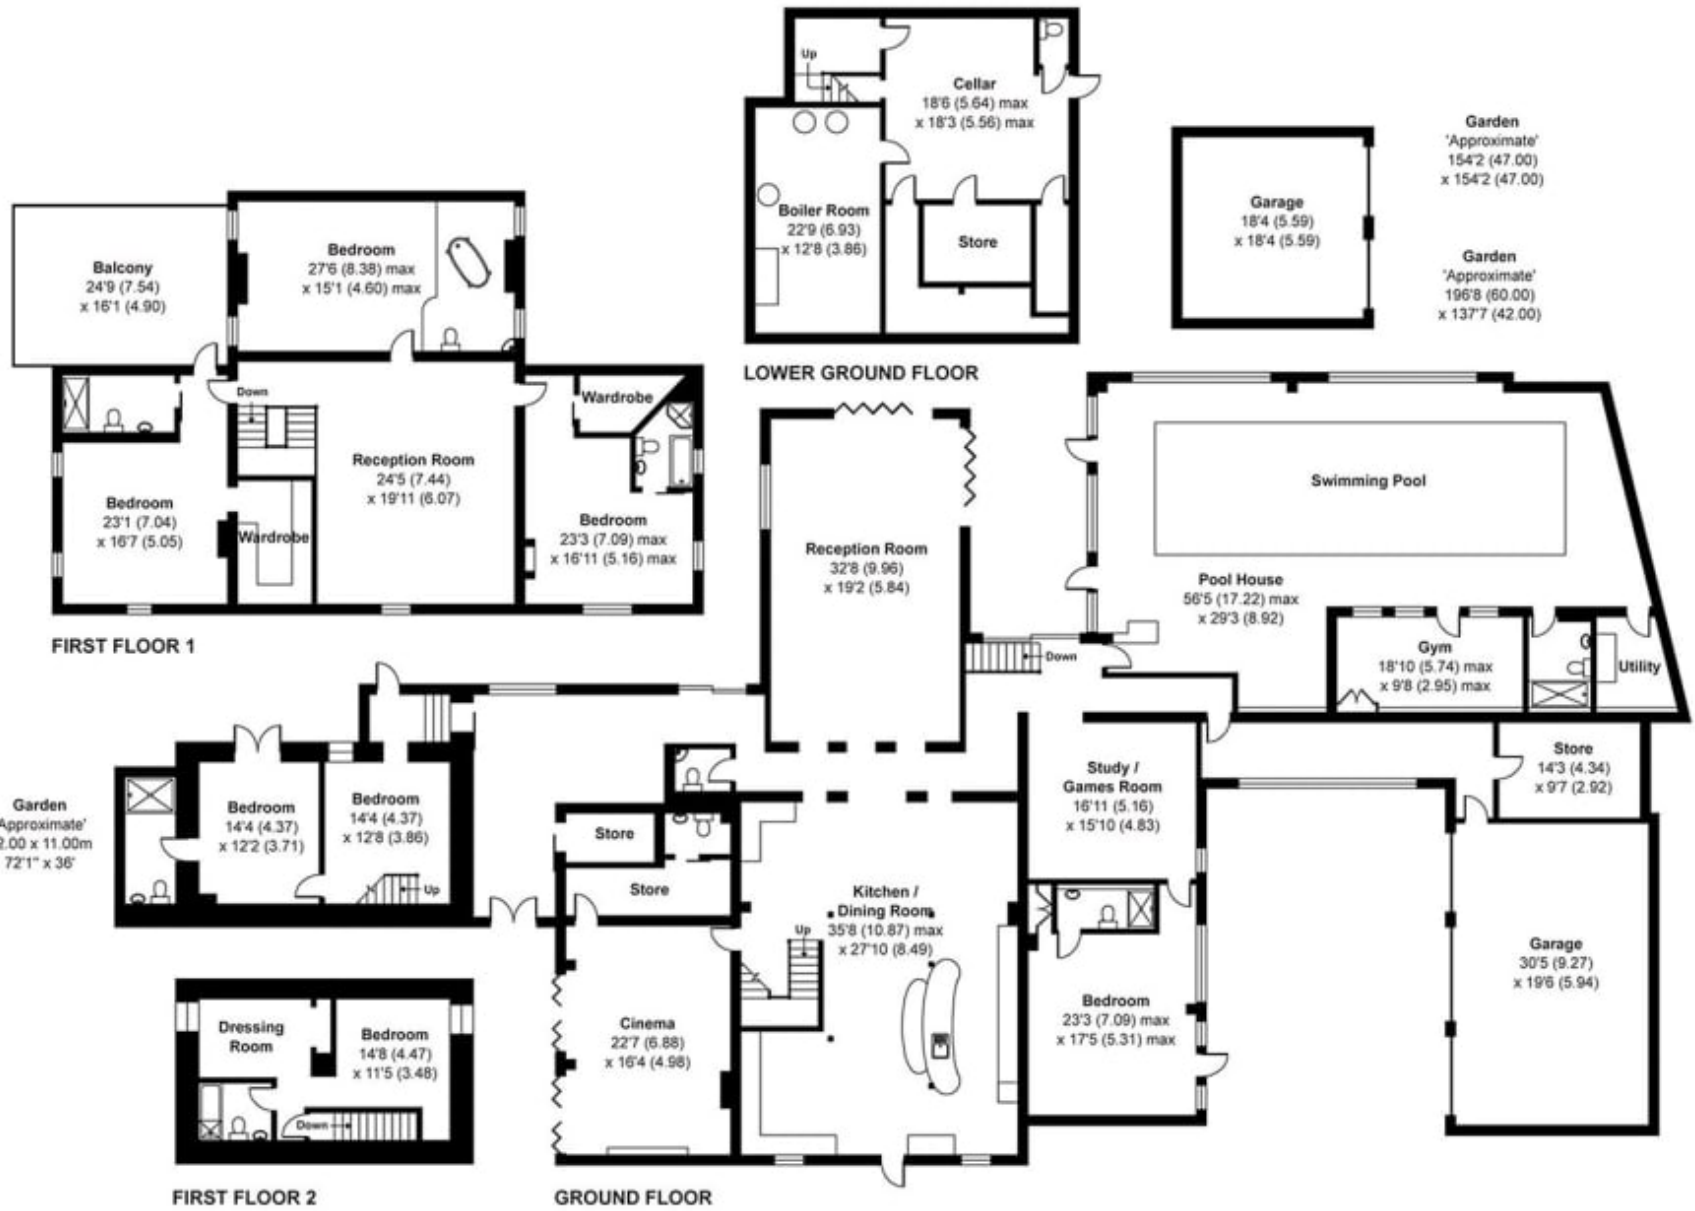 Up
Cellar
18'6 (5.64) max
x 18'3 (5.56) max
Boiler Room
22'9 (6.93)
x 12'8 (3.86)
Store
LOWER GROUND FLOOR
Garage
18'4 (5.59)
x 18'4 (5.59)
Garden
'Approximate'
154'2 (47.00)
x 154'2 (47.00)
Garden
'Approximate'
196'8 (60.00)
x 137'7 (42.00)
Balcony
24'9 (7.54)
x 16'1 (4.90)
Bedroom
27'6 (8.38) max
x 15'1 (4.60) max
Down
Wardrobe
Reception Room
24'5 (7.44)
x 19'11 (6.07)
Bedroom
23'1 (7.04)
x 16'7 (5.05)
Wardrobe
Bedroom
23'3 (7.09) max
x 16'11 (5.16) max
FIRST FLOOR 1
Reception Room
32'8 (9.96)
x 19'2 (5.84)
Swimming Pool
Pool House
56'5 (17.22) max
x 29'3 (8.92)
Gym
18'10 (5.74) max
x 9'8 (2.95) max
Utility
Down
Study /
Games Room
16'11 (5.16)
x 15'10 (4.83)
Store
14'3 (4.34)
x 9'7 (2.92)
Garden
Approximate'
2.00 x 11.00m
72'1" x 36'
Bedroom
14'4 (4.37)
x 12'2 (3.71)
Bedroom
14'4 (4.37)
x 12'8 (3.86)
Up
Store
Store
Kitchen /
Dining Room
35'8 (10.87) max
x 27'10 (8.49)
Up
Cinema
22'7 (6.88)
x 16'4 (4.98)
Bedroom
23'3 (7.09) max
x 17'5 (5.31) max
Garage
30'5 (9.27)
x 19'6 (5.94)
Dressing
Room
Bedroom
14'8 (4.47)
x 11'5 (3.48)
Down
FIRST FLOOR 2
GROUND FLOOR